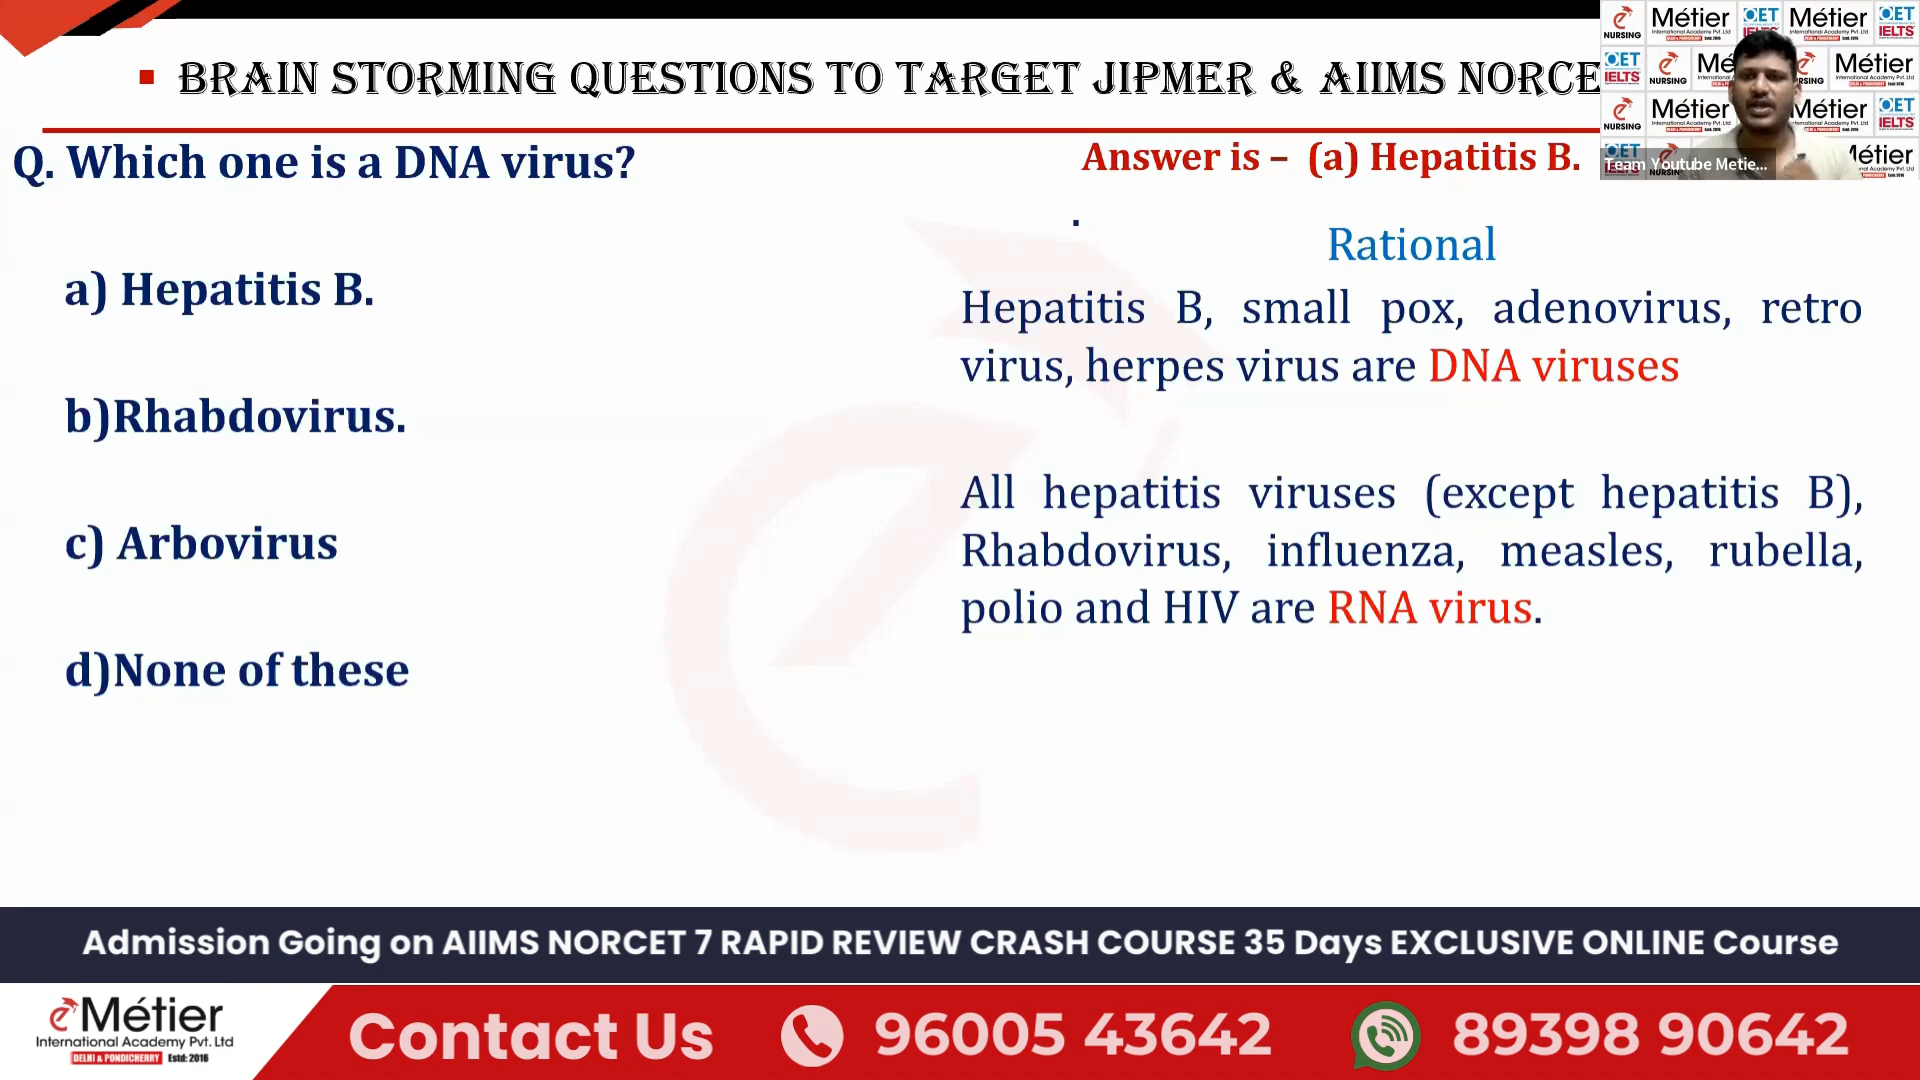 ▪ BRAIN STORMING QUESTIONS TO TARGET JIPMER & AIIMS NORCE
Q. Which one is a DNA virus?
Answer is – (a) Hepatitis B.
a) Hepatitis B.
b)Rhabdovirus.
c) Arbovirus
d)None of these
.
Rational
Hepatitis B, small pox, adenovirus, retro
virus, herpes virus are DNA viruses
All hepatitis viruses (except hepatitis B),
Rhabdovirus, influenza, measles, rubella,
polio and HIV are RNA virus.
NURSING
Métier
International Academy Pvt. Ltd
OET
IELTS
Team Youtube Metie...
Admission Going on AIIMS NORCET 7 RAPID REVIEW CRASH COURSE 35 Days EXCLUSIVE ONLINE Course
Métier
International Academy Pvt. Ltd
DELHI & PONDICHERRY Estd: 2016
Contact Us
96005 43642
89398 90642